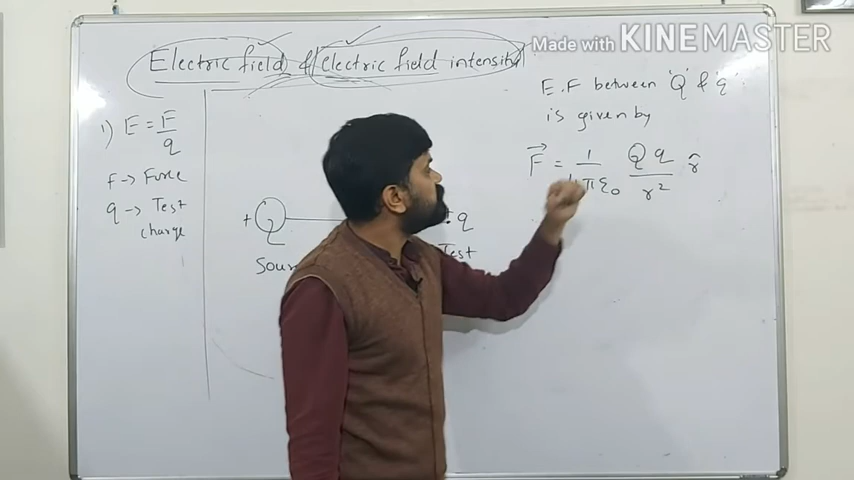 Made with KINEMASTER
Electric field & electric field intensity
1) E = F/q
F → Force
q → Test
charge
+ Q
q
Test
E.F between 'Q' & 'q'
is given by
F⃗ = 1/4πε₀ Qq/r² r̂